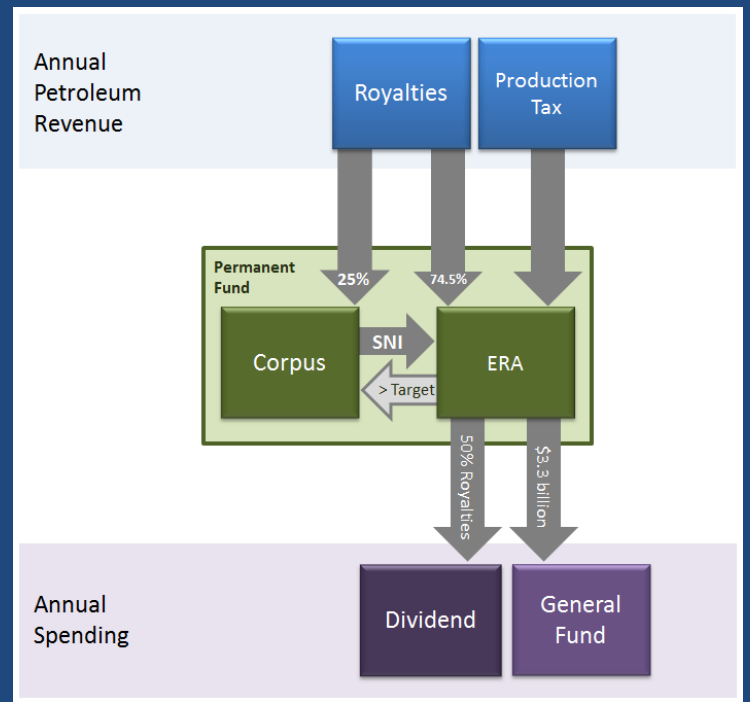 Annual
Petroleum
Revenue
Royalties
Production
Tax
Permanent
Fund
25%
74.5%
Corpus
SNI
> Target
ERA
50% Royalties
$3.3 billion
Annual
Spending
Dividend
General
Fund